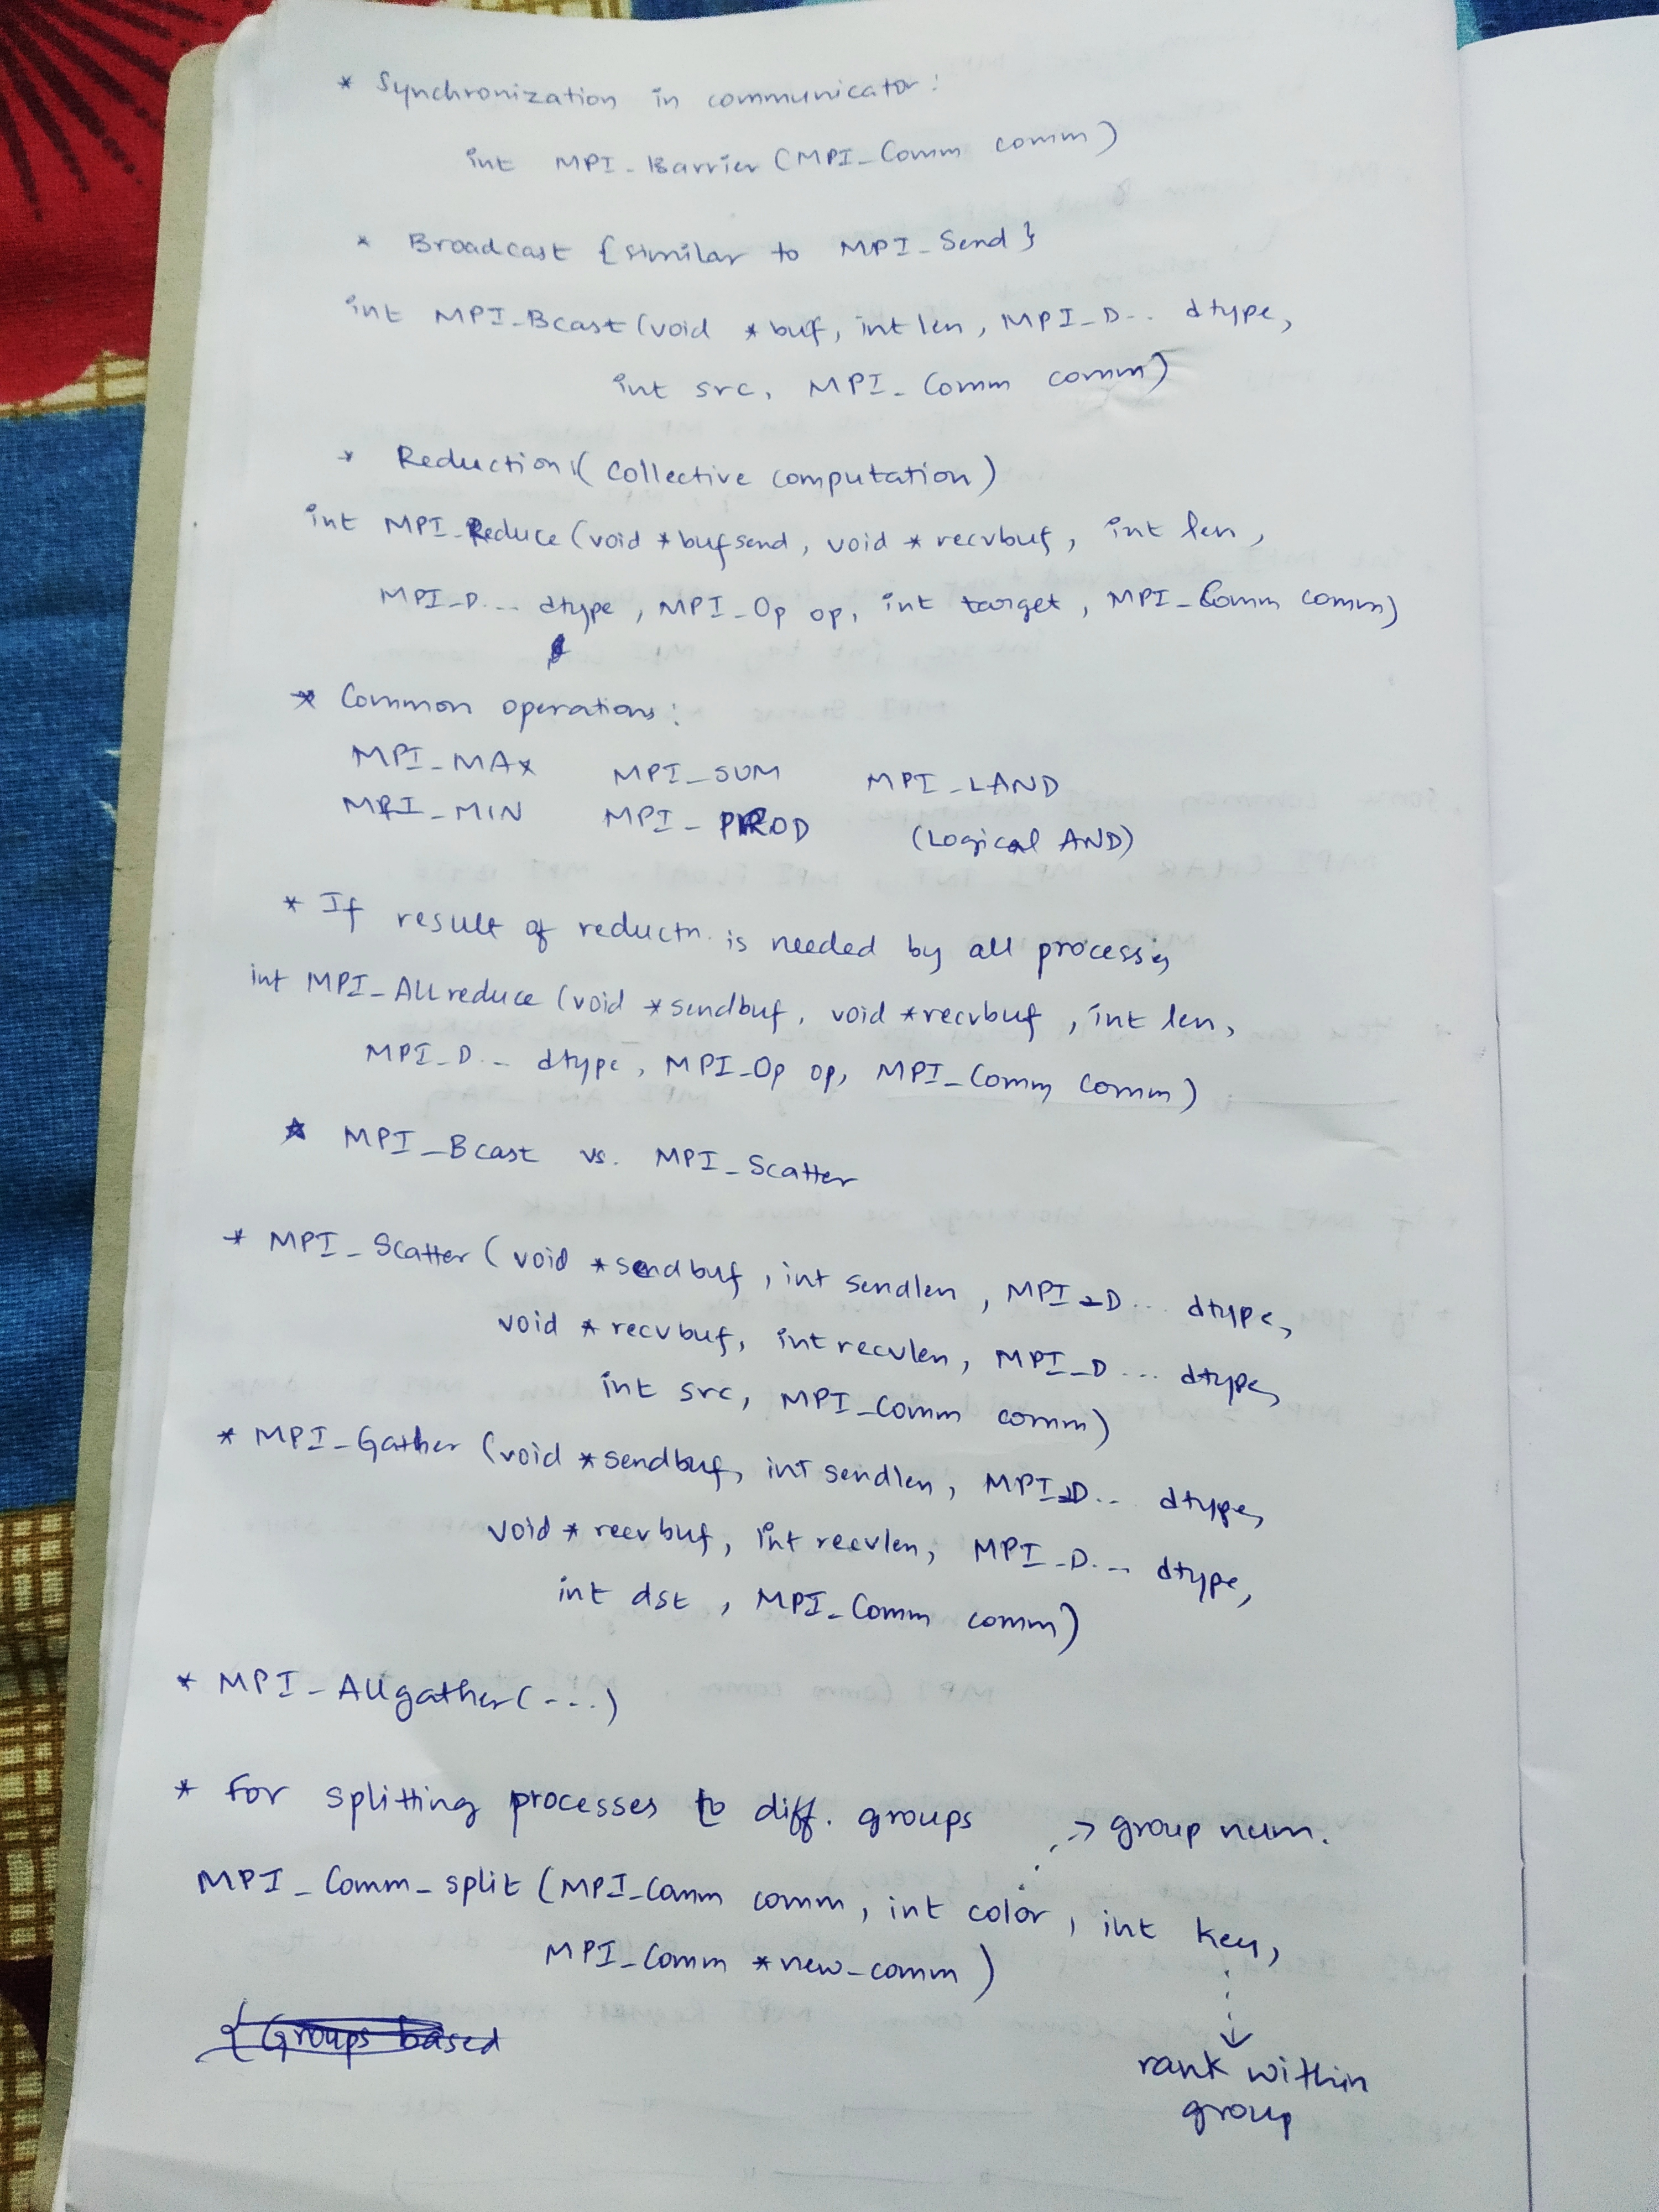 * Synchronization in communicator:
int MPI_Barrier (MPI_Comm comm)
* Broadcast {similar to MPI_Send}
int MPI_Bcast (void *buf, int len, MPI_D... dtype,
int src, MPI_Comm comm)
* Reduction (Collective computation)
int MPI_Reduce (void *bufsend, void *recvbuf, int len,
MPI_D... dtype, MPI_Op op, int target, MPI_Comm comm)
* Common operations:
MPI_MAX MPI_SUM MPI_LAND
MPI_MIN MPI_PROD (Logical AND)
* If result of reductn. is needed by all process
int MPI_Allreduce (void *sendbuf, void *recvbuf, int len,
MPI_D... dtype, MPI_Op op, MPI_Comm comm)
* MPI_Bcast vs. MPI_Scatter
* MPI_Scatter (void *sendbuf, int sendlen, MPI_D... dtype,
void *recvbuf, int recvlen, MPI_D... dtype,
int src, MPI_Comm comm)
* MPI_Gather (void *sendbuf, int sendlen, MPI_D... dtype,
void *recvbuf, int recvlen, MPI_D... dtype,
int dst, MPI_Comm comm)
* MPI_Allgather(---)
* for splitting processes to diff. groups
-> group num.
MPI_Comm_split (MPI_Comm comm, int color, int key,
MPI_Comm *new_comm)
{Groups based
rank within
group